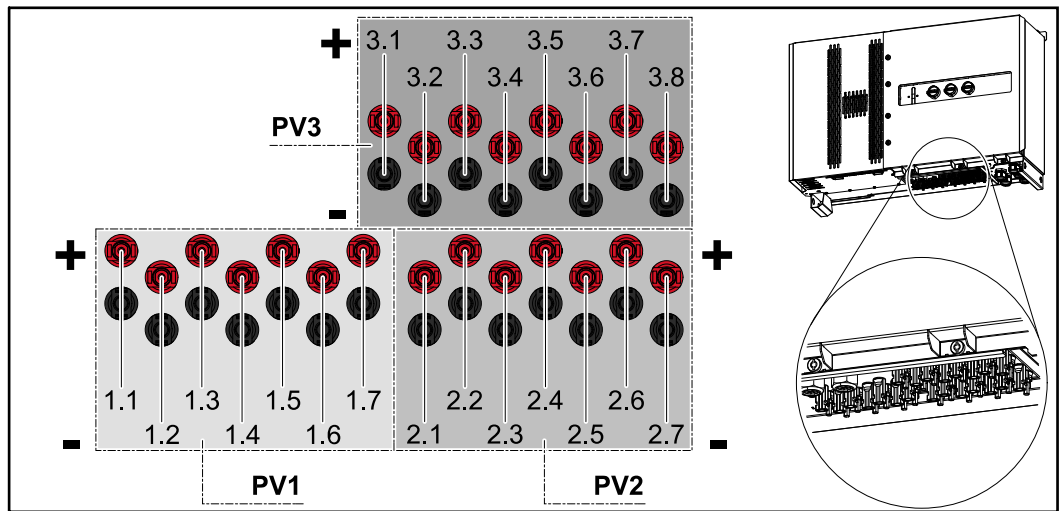 + 3.1 3.3 3.5 3.7
3.2 3.4 3.6 3.8
PV3
-
+ +
1.1 1.3 1.5 1.7 2.2 2.4 2.6
- 1.2 1.4 1.6 2.1 2.3 2.5 2.7 -
PV1 PV2